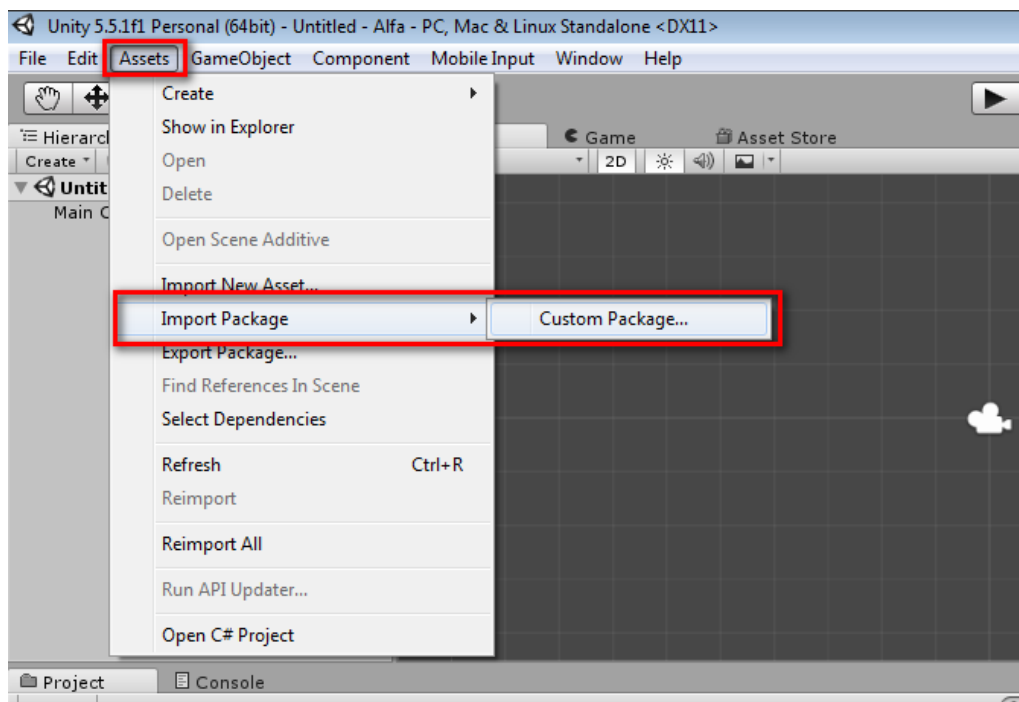 Unity 5.5.1f1 Personal (64bit) - Untitled - Alfa - PC, Mac & Linux Standalone <DX11>
File Edit Assets GameObject Component Mobile Input Window Help
Create
Show in Explorer
Open
Delete
Open Scene Additive
Import New Asset...
Import Package
Custom Package...
Export Package...
Find References In Scene
Select Dependencies
Refresh Ctrl+R
Reimport
Reimport All
Run API Updater...
Open C# Project
Hierarc
Game Asset Store
Create
2D
Untit
Main C
Project Console